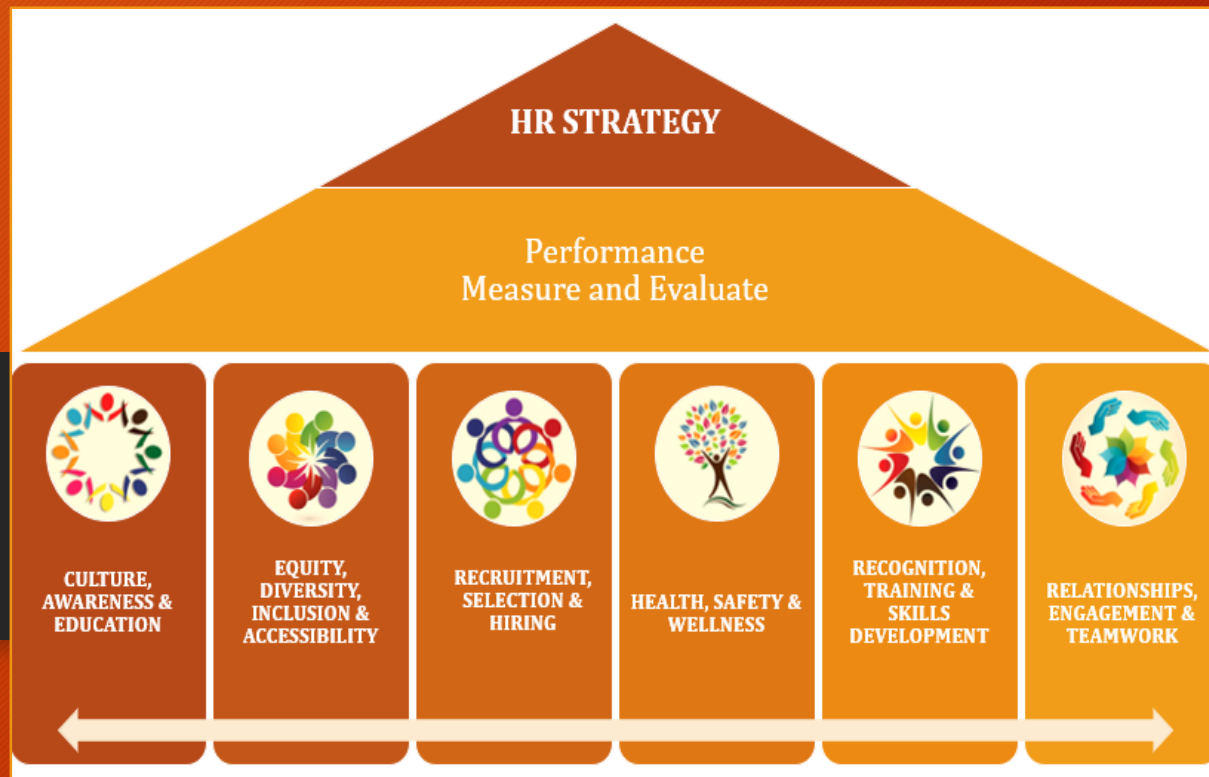 HR STRATEGY
Performance
Measure and Evaluate
CULTURE,
AWARENESS &
EDUCATION
EQUITY,
DIVERSITY,
INCLUSION &
ACCESSIBILITY
RECRUITMENT,
SELECTION &
HIRING
HEALTH, SAFETY &
WELLNESS
RECOGNITION,
TRAINING &
SKILLS
DEVELOPMENT
RELATIONSHIPS,
ENGAGEMENT &
TEAMWORK